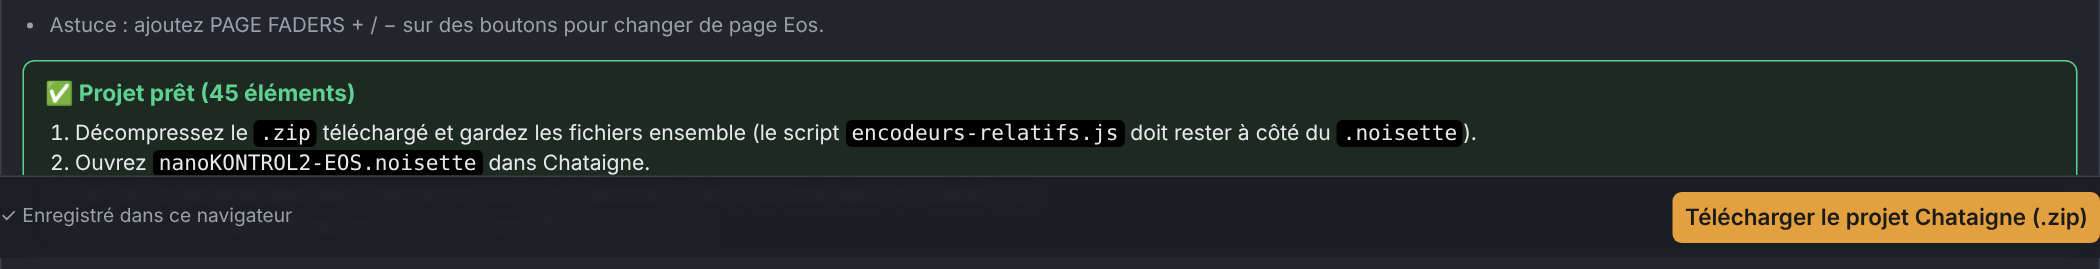 • Astuce : ajoutez PAGE FADERS + / − sur des boutons pour changer de page Eos.
✅ Projet prêt (45 éléments)
1. Décompressez le .zip téléchargé et gardez les fichiers ensemble (le script encodeurs-relatifs.js doit rester à côté du .noisette).
2. Ouvrez nanoKONTROL2-EOS.noisette dans Chataigne.
✓ Enregistré dans ce navigateur
Télécharger le projet Chataigne (.zip)